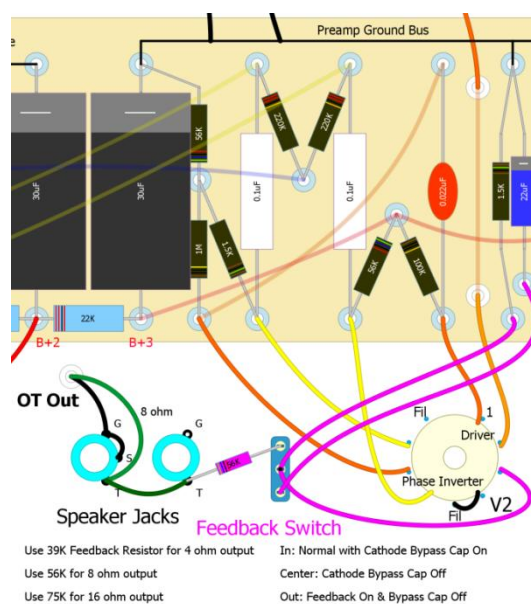 e
Preamp Ground Bus
30uF
30uF
56K
220K
220K
0.1uF
0.1uF
0.022uF
1.5K
22uF
1M
1.5K
56K
100K
22K
B+2
B+3
OT Out
8 ohm
G
S
T
G
T
56K
Fil
1
Driver
Phase Inverter
Fil
V2
Speaker Jacks
Feedback Switch
Use 39K Feedback Resistor for 4 ohm output
Use 56K for 8 ohm output
Use 75K for 16 ohm output
In: Normal with Cathode Bypass Cap On
Center: Cathode Bypass Cap Off
Out: Feedback On & Bypass Cap Off